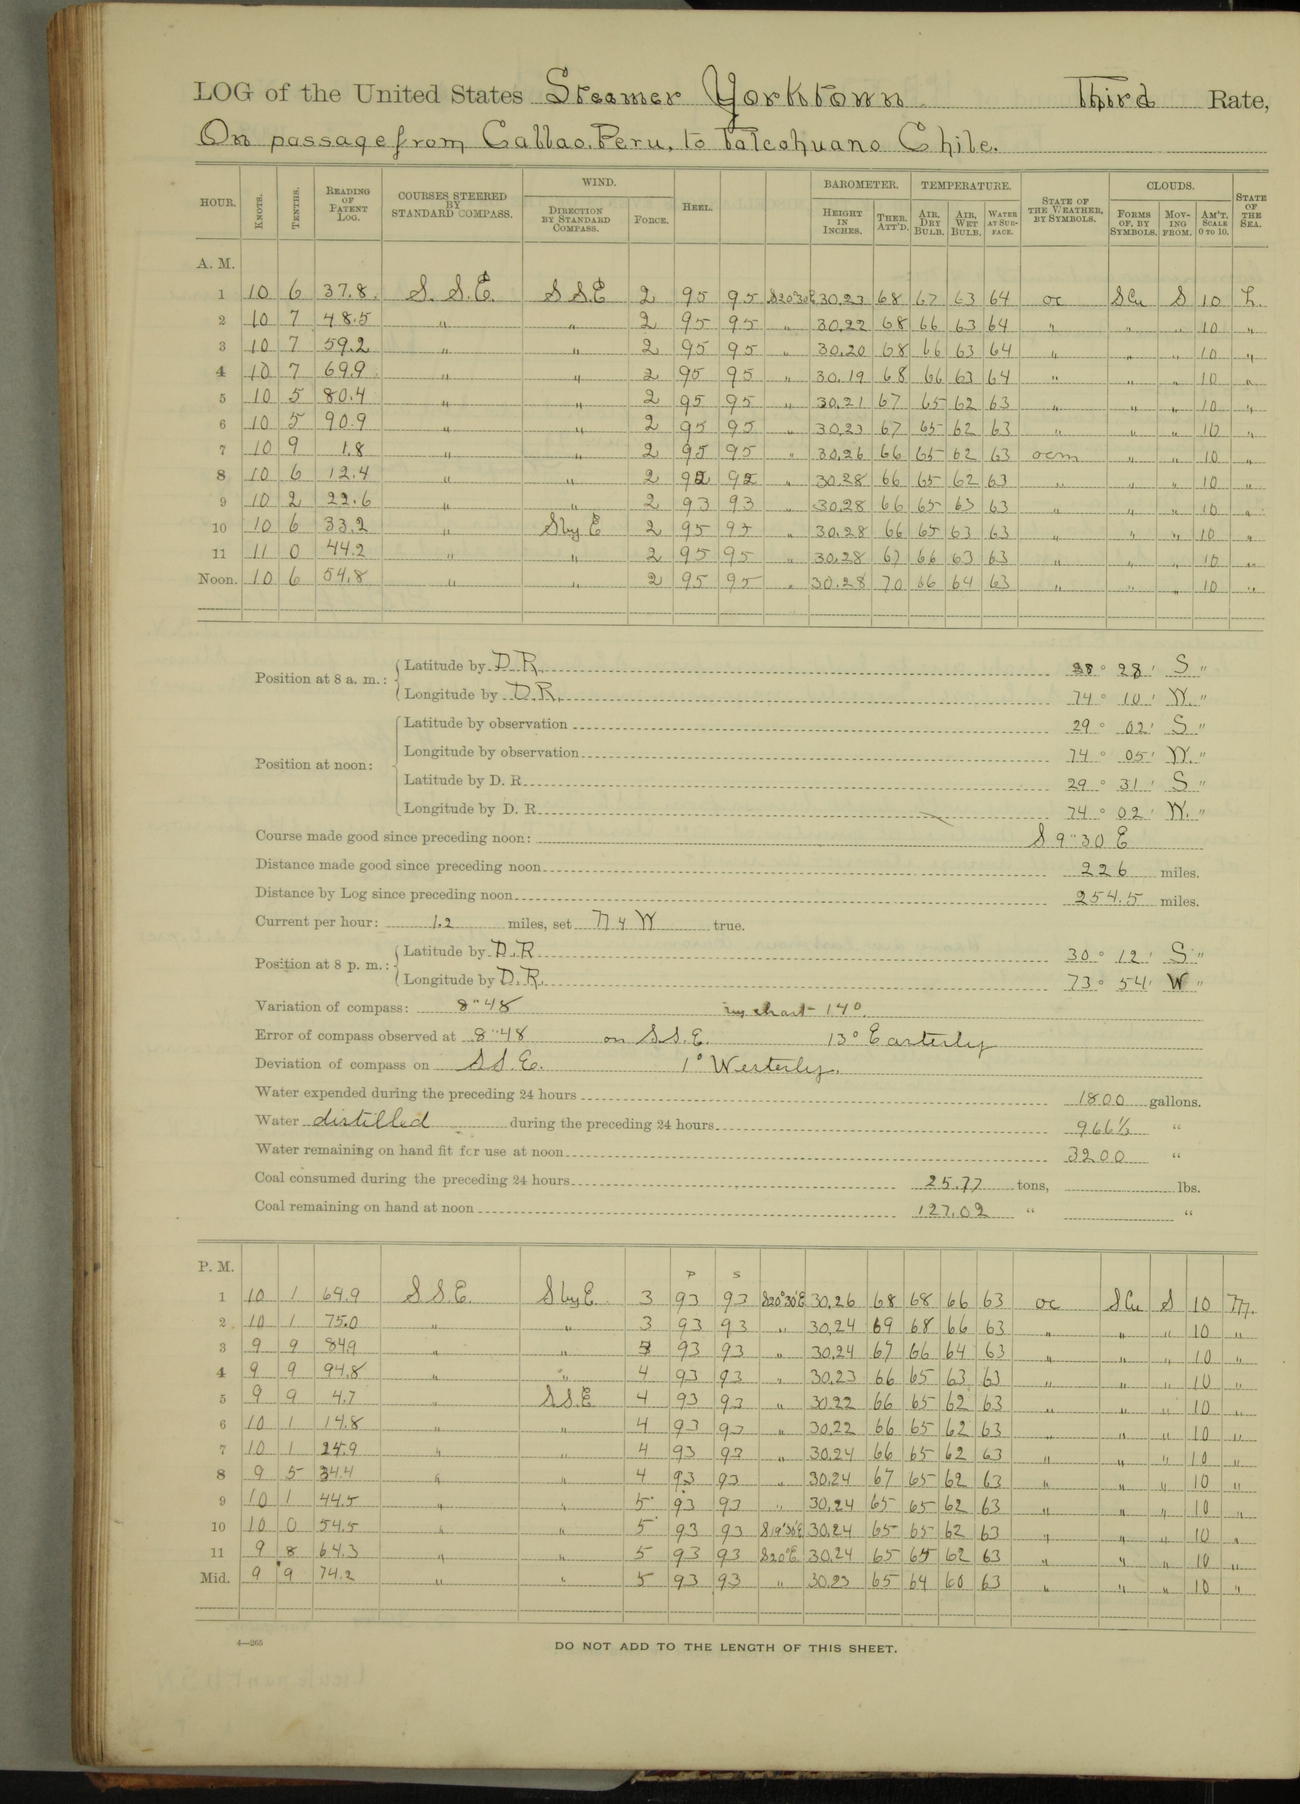 LOG of the United States Steamer Yorktown Third Rate,
On passage from Callao, Peru, to Talcahuano Chile.
HOUR. KNOTS. TENTHS. READING OF PATENT LOG. COURSES STEERED BY STANDARD COMPASS. WIND. DIRECTION BY STANDARD COMPASS. FORCE. HEEL. BAROMETER. HEIGHT IN INCHES. THER. ATT'D. TEMPERATURE. AIR, DRY BULB. AIR, WET BULB. WATER AT SURFACE. STATE OF THE WEATHER, BY SYMBOLS. CLOUDS. FORMS OF, BY SYMBOLS. MOVING FROM. AM'T, SCALE 0 TO 10. STATE OF THE SEA.
A. M.
1 10 6 37.8 S. S. E. SSE 2 95 95 S20°30'E 30.23 68 67 63 64 oc SCu S 10 L.
2 10 7 48.5 " " 2 95 95 " 30.22 68 66 63 64 " " " 10 "
3 10 7 59.2 " " 2 95 95 " 30.20 68 66 63 64 " " " 10 "
4 10 7 69.9 " " 2 95 95 " 30.19 68 66 63 64 " " " 10 "
5 10 5 80.4 " " 2 95 95 " 30.21 67 65 62 63 " " " 10 "
6 10 5 90.9 " " 2 95 95 " 30.23 67 65 62 63 " " " 10 "
7 10 9 1.8 " " 2 95 95 " 30.26 66 65 62 63 ocm " " 10 "
8 10 6 12.4 " " 2 92 92 " 30.28 66 65 62 63 " " " 10 "
9 10 2 22.6 " " 2 93 93 " 30.28 66 65 63 63 " " " 10 "
10 10 6 33.2 " S by E 2 95 95 " 30.28 66 65 63 63 " " " 10 "
11 11 0 44.2 " " 2 95 95 " 30.28 67 66 63 63 " " " 10 "
Noon. 10 6 54.8 " " 2 95 95 " 30.28 70 66 64 63 " " " 10 "
Position at 8 a. m.: Latitude by D.R. 28 ° 28 ' S "
Longitude by D.R. 74 ° 10 ' W. "
Position at noon: Latitude by observation 29 ° 02 ' S "
Longitude by observation 74 ° 05 ' W. "
Latitude by D. R. 29 ° 31 ' S "
Longitude by D. R. 74 ° 02 ' W. "
Course made good since preceding noon: S 9°30 E
Distance made good since preceding noon 226 miles.
Distance by Log since preceding noon 254.5 miles.
Current per hour: 1.2 miles, set N 4 W true.
Position at 8 p. m.: Latitude by D.R. 30 ° 12 ' S "
Longitude by D.R. 73 ° 54 ' W "
Variation of compass: 8"48 chart 14°.
Error of compass observed at 8"48 on S.S.E. 13° Easterly
Deviation of compass on S.S.E. 1° Westerly.
Water expended during the preceding 24 hours 1800 gallons.
Water distilled during the preceding 24 hours 966⅓ "
Water remaining on hand fit for use at noon 3200 "
Coal consumed during the preceding 24 hours 25.77 tons, lbs.
Coal remaining on hand at noon 127.02 " "
P. M. P S
1 10 1 64.9 S S E. S by E 3 93 93 S20°30'E 30.26 68 68 66 63 oc SCu S 10 M.
2 10 1 75.0 " " 3 93 93 " 30.24 69 68 66 63 " " " 10 "
3 9 9 84.9 " " 3 93 93 " 30.24 67 66 64 63 " " " 10 "
4 9 9 94.8 " " 4 93 93 " 30.23 66 65 63 63 " " " 10 "
5 9 9 4.7 " S.S.E 4 93 93 " 30.22 66 65 62 63 " " " 10 "
6 10 1 14.8 " " 4 93 93 " 30.22 66 65 62 63 " " " 10 "
7 10 1 24.9 " " 4 93 93 " 30.24 66 65 62 63 " " " 10 "
8 9 5 34.4 " " 4 93 93 " 30.24 67 65 62 63 " " " 10 "
9 10 1 44.5 " " 5 93 93 " 30.24 65 65 62 63 " " " 10 "
10 10 0 54.5 " " 5 93 93 S19°30'E 30.24 65 65 62 63 " " " 10 "
11 9 8 64.3 " " 5 93 93 S20°E 30.24 65 65 62 63 " " " 10 "
Mid. 9 9 74.2 " " 5 93 93 " 30.23 65 64 60 63 " " " 10 "
4—265 DO NOT ADD TO THE LENGTH OF THIS SHEET.